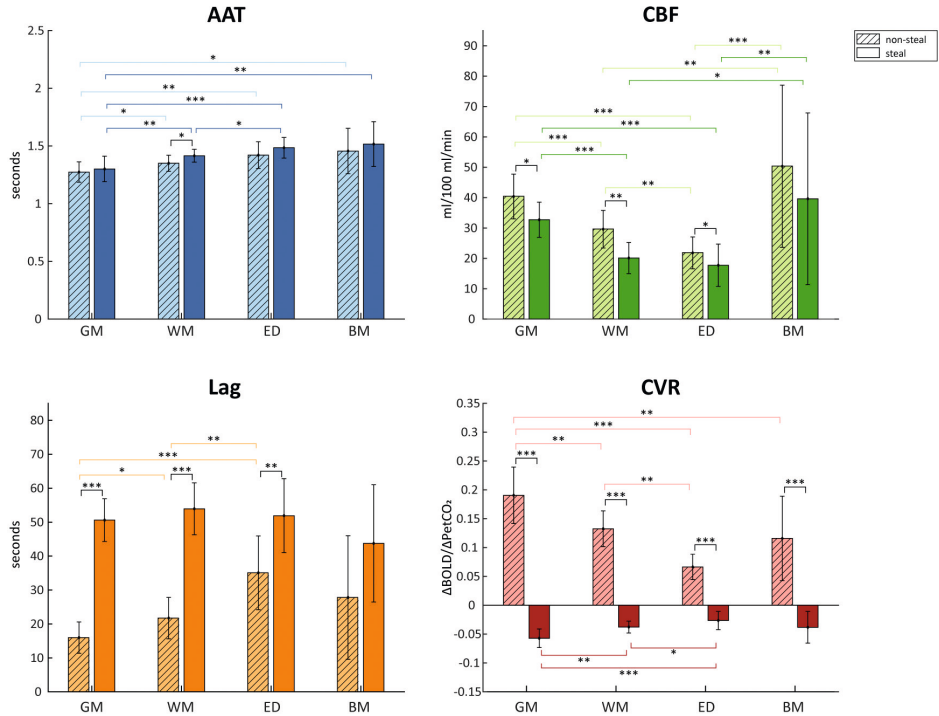 AAT
2.5
2
1.5
1
0.5
0
seconds
GM WM ED BM
* ** ** *** * ** * *
CBF
90
80
70
60
50
40
30
20
10
0
ml/100 ml/min
GM WM ED BM
*** ** ** * *** *** *** *** * ** ** *
non-steal
steal
Lag
80
70
60
50
40
30
20
10
0
seconds
GM WM ED BM
** *** * *** *** **
CVR
0.35
0.3
0.25
0.2
0.15
0.1
0.05
0
-0.05
-0.1
-0.15
ΔBOLD/ΔPetCO₂
GM WM ED BM
** *** ** *** ** *** *** *** ** * ***